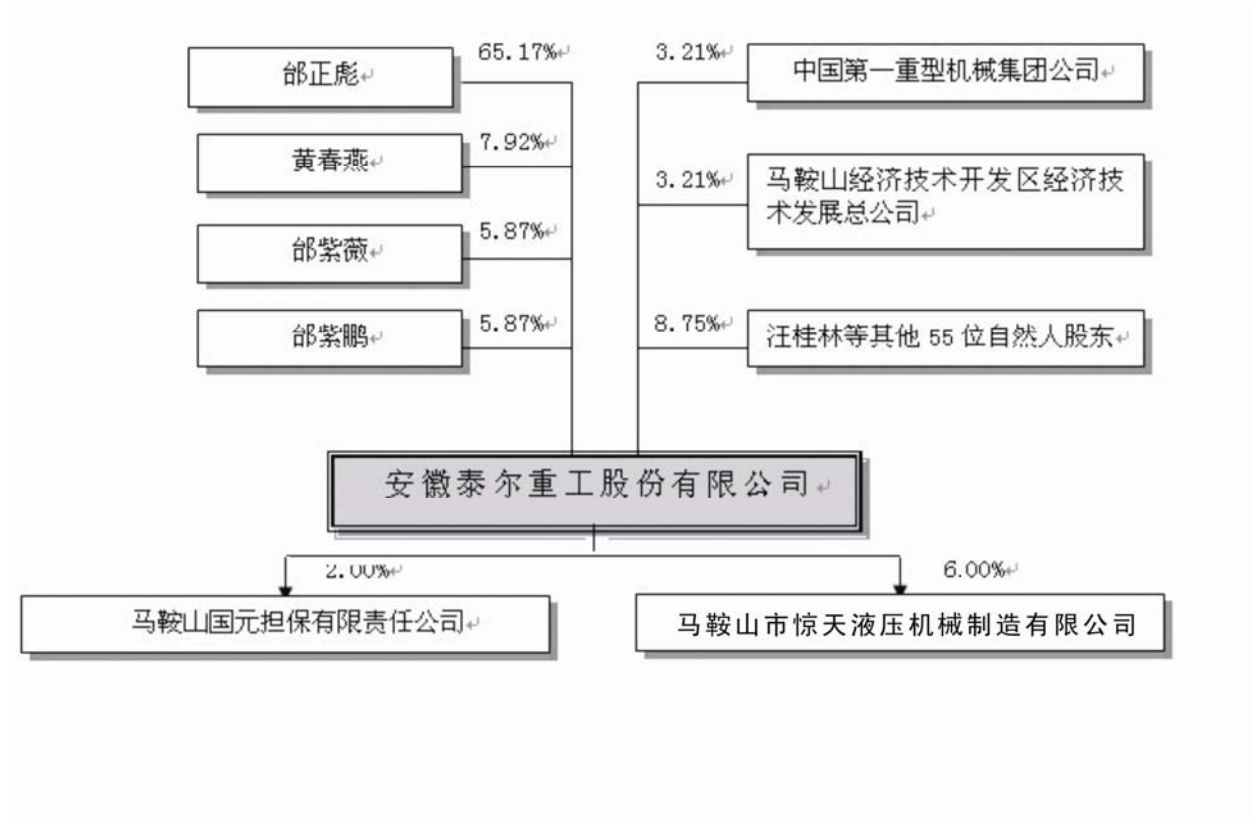 邰正彪
65.17%
黄春燕
7.92%
邰紫薇
5.87%
邰紫鹏
5.87%
3.21%
中国第一重型机械集团公司
3.21%
马鞍山经济技术开发区经济技
术发展总公司
8.75%
汪桂林等其他 55 位自然人股东
安徽泰尔重工股份有限公司
2.00%
马鞍山国元担保有限责任公司
6.00%
马鞍山市惊天液压机械制造有限公司